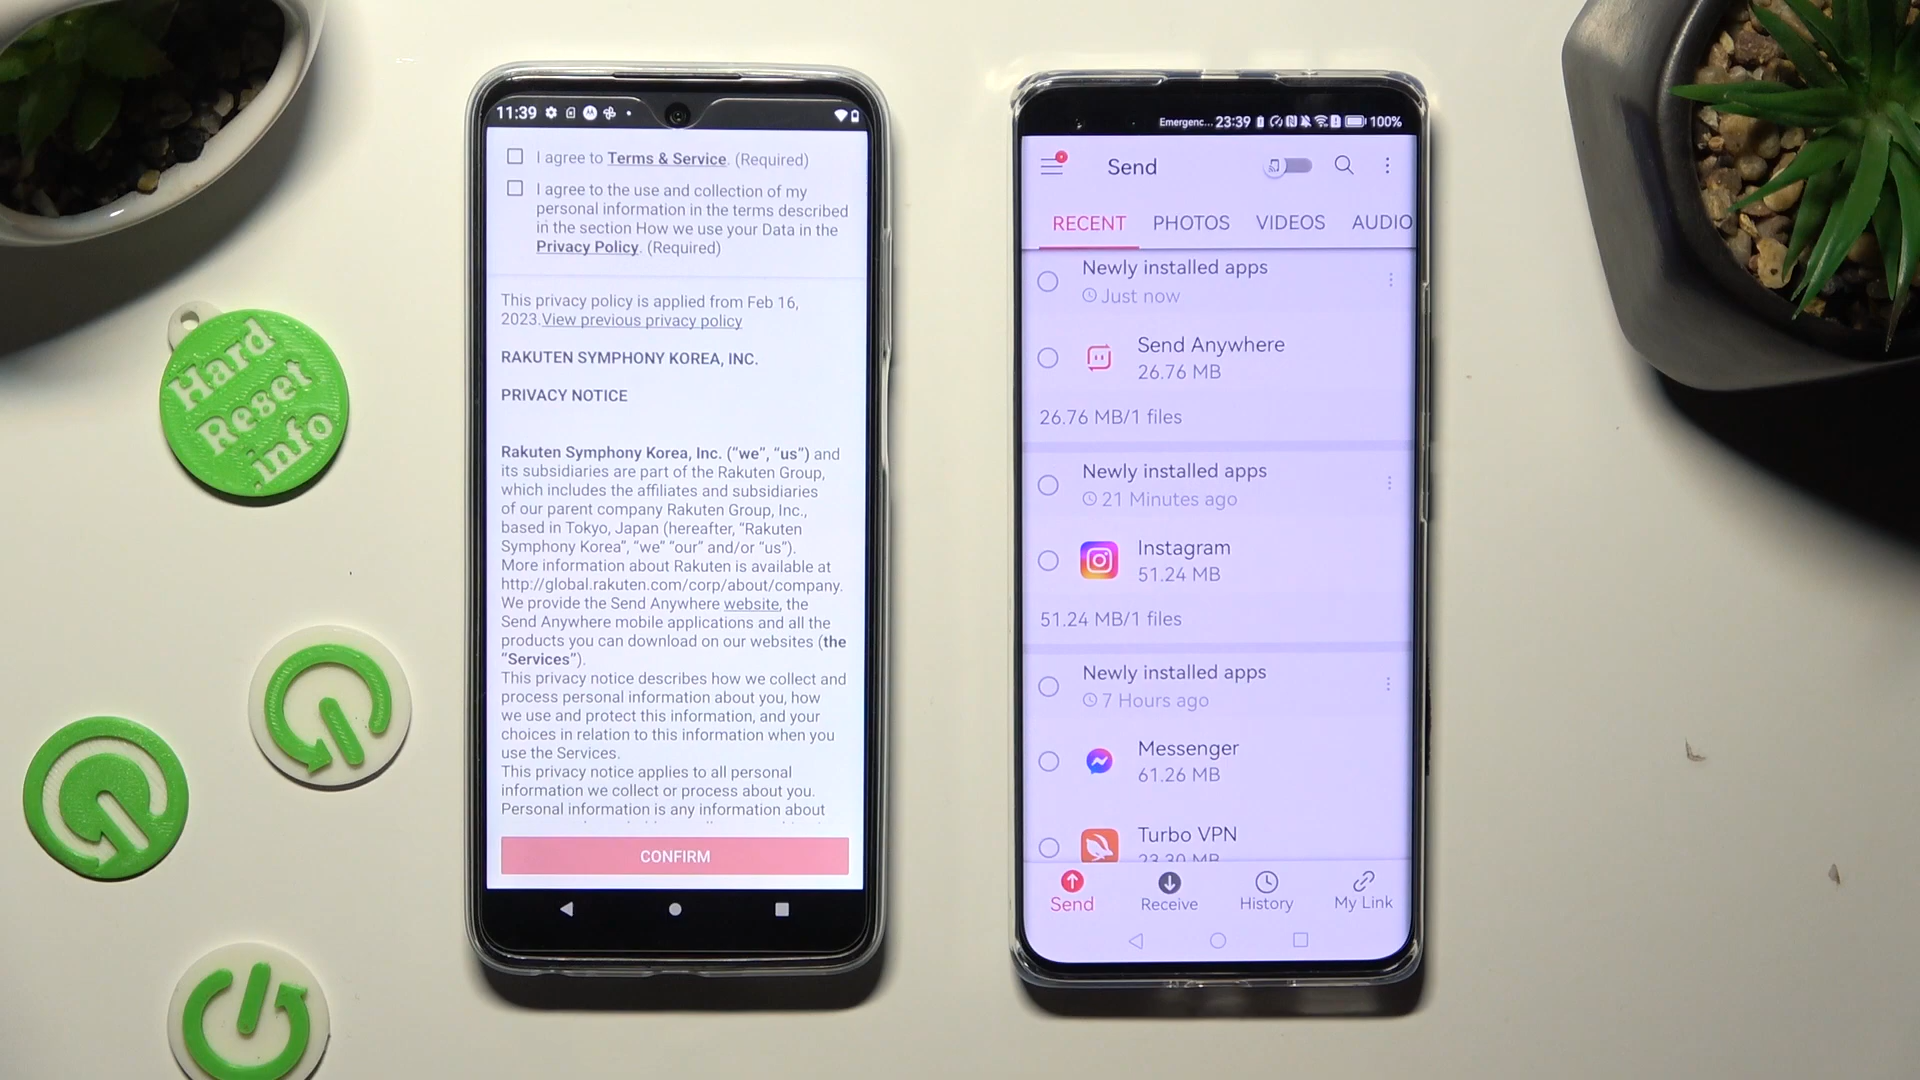 Hard
Reset
info
11:39
I agree to Terms & Service. (Required)
I agree to the use and collection of my
personal information in the terms described
in the section How we use your Data in the
Privacy Policy. (Required)
This privacy policy is applied from Feb 16,
2023.View previous privacy policy
RAKUTEN SYMPHONY KOREA, INC.
PRIVACY NOTICE
Rakuten Symphony Korea, Inc. (“we”, “us”) and
its subsidiaries are part of the Rakuten Group,
which includes the affiliates and subsidiaries
of our parent company Rakuten Group, Inc.,
based in Tokyo, Japan (hereafter, “Rakuten
Symphony Korea”, “we” “our” and/or “us”).
More information about Rakuten is available at
http://global.rakuten.com/corp/about/company.
We provide the Send Anywhere website, the
Send Anywhere mobile applications and all the
products you can download on our websites (the
“Services”).
This privacy notice describes how we collect and
process personal information about you, how
we use and protect this information, and your
choices in relation to this information when you
use the Services.
This privacy notice applies to all personal
information we collect or process about you.
Personal information is any information about
CONFIRM
Emergenc... 23:39 100%
Send
RECENT PHOTOS VIDEOS AUDIO
Newly installed apps
Just now
Send Anywhere
26.76 MB
26.76 MB/1 files
Newly installed apps
21 Minutes ago
Instagram
51.24 MB
51.24 MB/1 files
Newly installed apps
7 Hours ago
Messenger
61.26 MB
Turbo VPN
23.30 MB
Send Receive History My Link